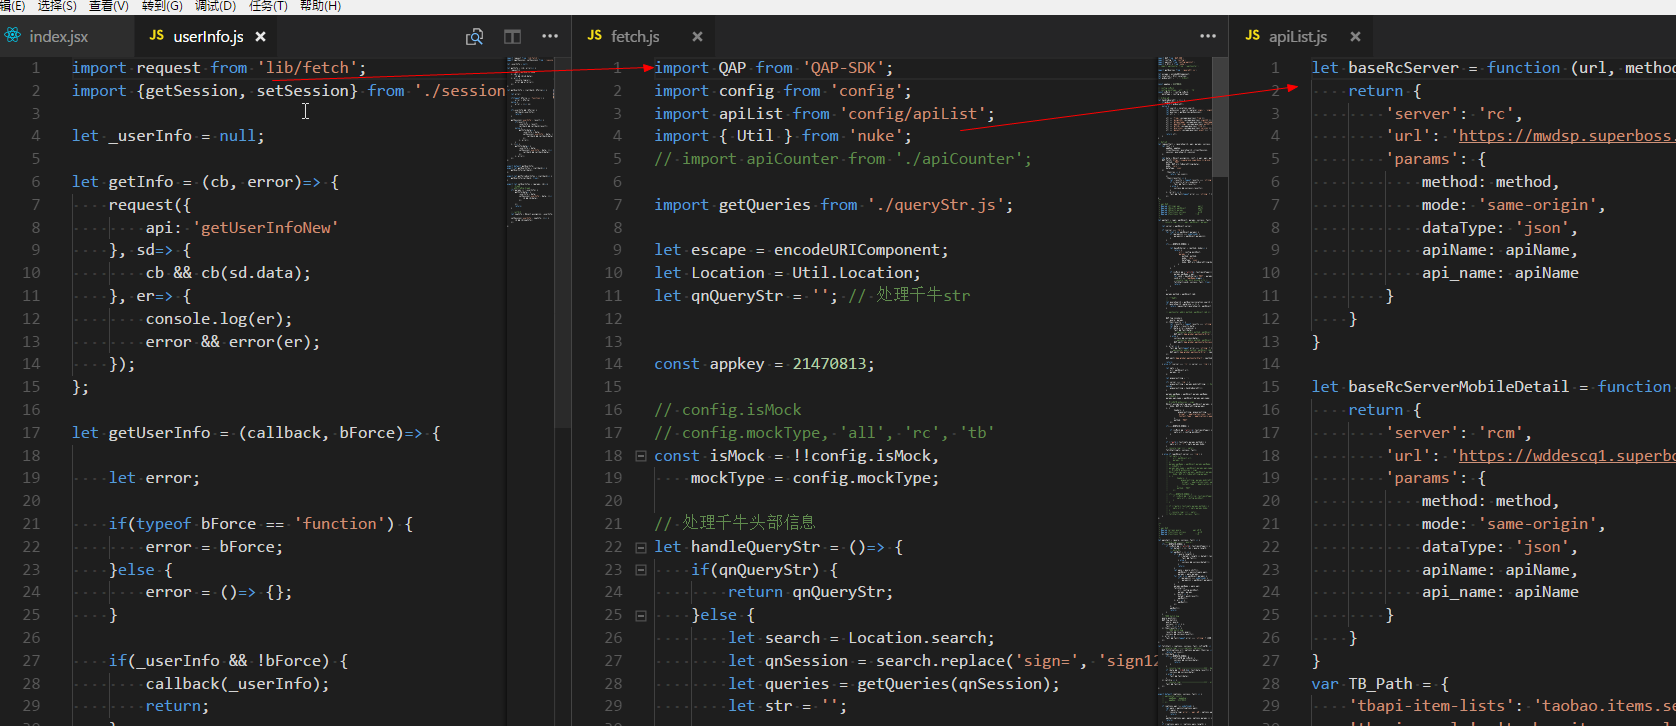 辑(E) 选择(S) 查看(V) 转到(G) 调试(D) 任务(T) 帮助(H)
index.jsx
JS userInfo.js ×
1 import request from 'lib/fetch';
2 import {getSession, setSession} from './session
3
4 let _userInfo = null;
5
6 let getInfo = (cb, error)=> {
7 request({
8 api: 'getUserInfoNew'
9 }, sd=> {
10 cb && cb(sd.data);
11 }, er=> {
12 console.log(er);
13 error && error(er);
14 });
15 };
16
17 let getUserInfo = (callback, bForce)=> {
18
19 let error;
20
21 if(typeof bForce == 'function') {
22 error = bForce;
23 }else {
24 error = ()=> {};
25 }
26
27 if(_userInfo && !bForce) {
28 callback(_userInfo);
29 return;
JS fetch.js ×
1 import QAP from 'QAP-SDK';
2 import config from 'config';
3 import apiList from 'config/apiList';
4 import { Util } from 'nuke';
5 // import apiCounter from './apiCounter';
6
7 import getQueries from './queryStr.js';
8
9 let escape = encodeURIComponent;
10 let Location = Util.Location;
11 let qnQueryStr = ''; // 处理千牛str
12
13
14 const appkey = 21470813;
15
16 // config.isMock
17 // config.mockType, 'all', 'rc', 'tb'
18 const isMock = !!config.isMock,
19 mockType = config.mockType;
20
21 // 处理千牛头部信息
22 let handleQueryStr = ()=> {
23 if(qnQueryStr) {
24 return qnQueryStr;
25 }else {
26 let search = Location.search;
27 let qnSession = search.replace('sign=', 'sign12
28 let queries = getQueries(qnSession);
29 let str = '';
JS apiList.js ×
1 let baseRcServer = function (url, metho
2 return {
3 'server': 'rc',
4 'url': 'https://mwdsp.superboss.
5 'params': {
6 method: method,
7 mode: 'same-origin',
8 dataType: 'json',
9 apiName: apiName,
10 api_name: apiName
11 }
12 }
13 }
14
15 let baseRcServerMobileDetail = function
16 return {
17 'server': 'rcm',
18 'url': 'https://wddescq1.superbo
19 'params': {
20 method: method,
21 mode: 'same-origin',
22 dataType: 'json',
23 apiName: apiName,
24 api_name: apiName
25 }
26 }
27 }
28 var TB_Path = {
29 'tbapi-item-lists': 'taobao.items.se